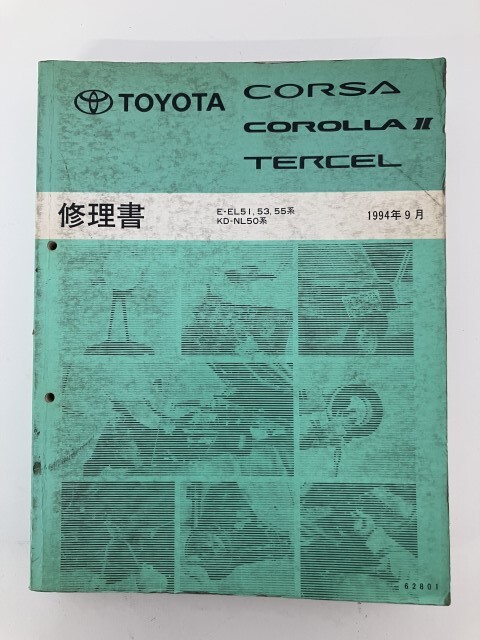 TOYOTA CORSA
COROLLA II
TERCEL
修理書
E-EL51, 53, 55系
KD-NL50系
1994年9月
62801